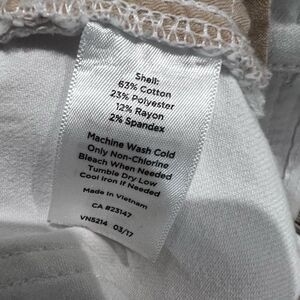 Shell:
63% Cotton
23% Polyester
12% Rayon
2% Spandex
Machine Wash Cold
Only Non-Chlorine
Bleach When Needed
Tumble Dry Low
Cool Iron If Needed
Made In Vietnam
CA #23147
VN5214 03/17